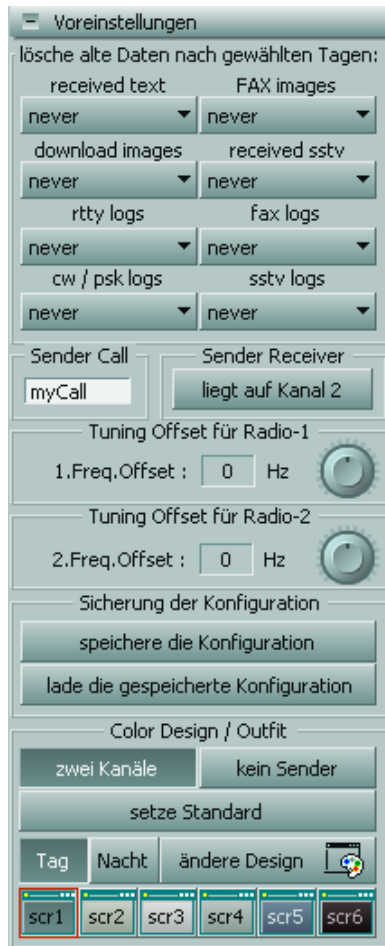 Voreinstellungen
lösche alte Daten nach gewählten Tagen:
received text FAX images
never never
download images received sstv
never never
rtty logs fax logs
never never
cw / psk logs sstv logs
never never
Sender Call Sender Receiver
myCall liegt auf Kanal 2
Tuning Offset für Radio-1
1.Freq.Offset : 0 Hz
Tuning Offset für Radio-2
2.Freq.Offset : 0 Hz
Sicherung der Konfiguration
speichere die Konfiguration
lade die gespeicherte Konfiguration
Color Design / Outfit
zwei Kanäle kein Sender
setze Standard
Tag Nacht ändere Design
scr1 scr2 scr3 scr4 scr5 scr6